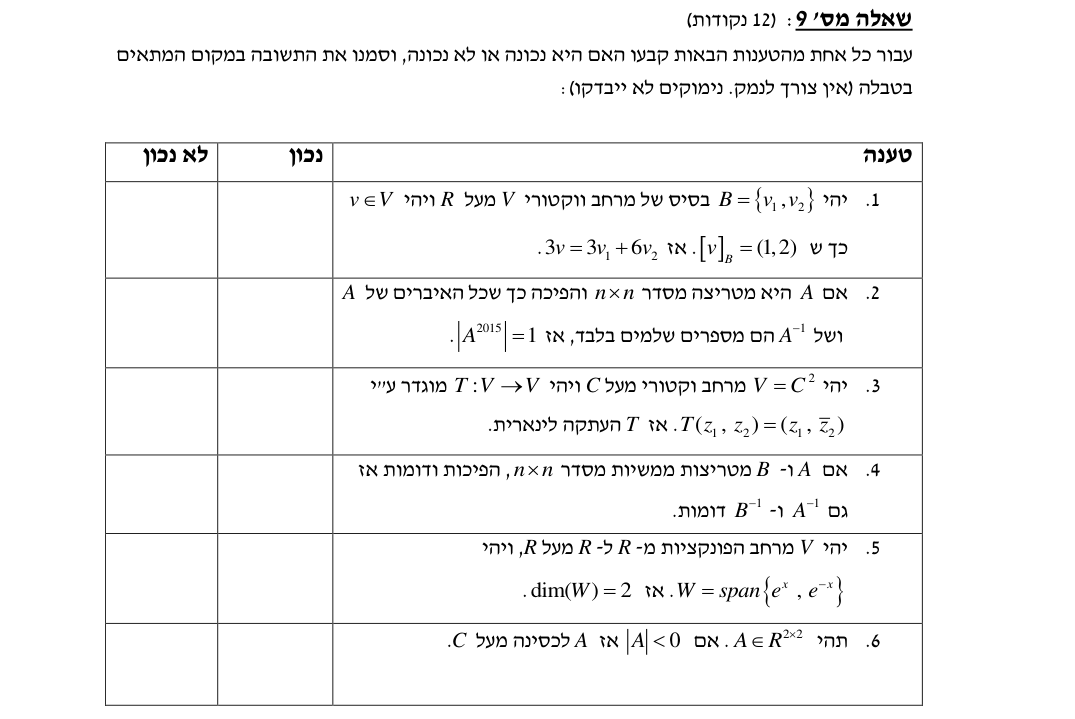 שאלה מס' 9 : (12 נקודות)
עבור כל אחת מהטענות הבאות קבעו האם היא נכונה או לא נכונה, וסמנו את התשובה במקום המתאים
בטבלה (אין צורך לנמק. נימוקים לא ייבדקו) :
טענה נכון לא נכון
1. יהי B = {v₁, v₂} בסיס של מרחב ווקטורי V מעל R ויהי v ∈ V
כך ש [v]_B = (1, 2). אז 3v = 3v₁ + 6v₂.
2. אם A היא מטריצה מסדר n×n והפיכה כך שכל האיברים של A
ושל A⁻¹ הם מספרים שלמים בלבד, אז |A²⁰¹⁵| = 1.
3. יהי V = C² מרחב וקטורי מעל C ויהי T : V → V מוגדר ע"י
T(z₁, z₂) = (z₁, z̄₂). אז T העתקה לינארית.
4. אם A ו- B מטריצות ממשיות מסדר n×n, הפיכות ודומות אז
גם A⁻¹ ו- B⁻¹ דומות.
5. יהי V מרחב הפונקציות מ- R ל- R מעל R, ויהי
W = span{eˣ, e⁻ˣ}. אז dim(W) = 2.
6. תהי A ∈ R²ˣ². אם |A| < 0 אז A לכסינה מעל C.